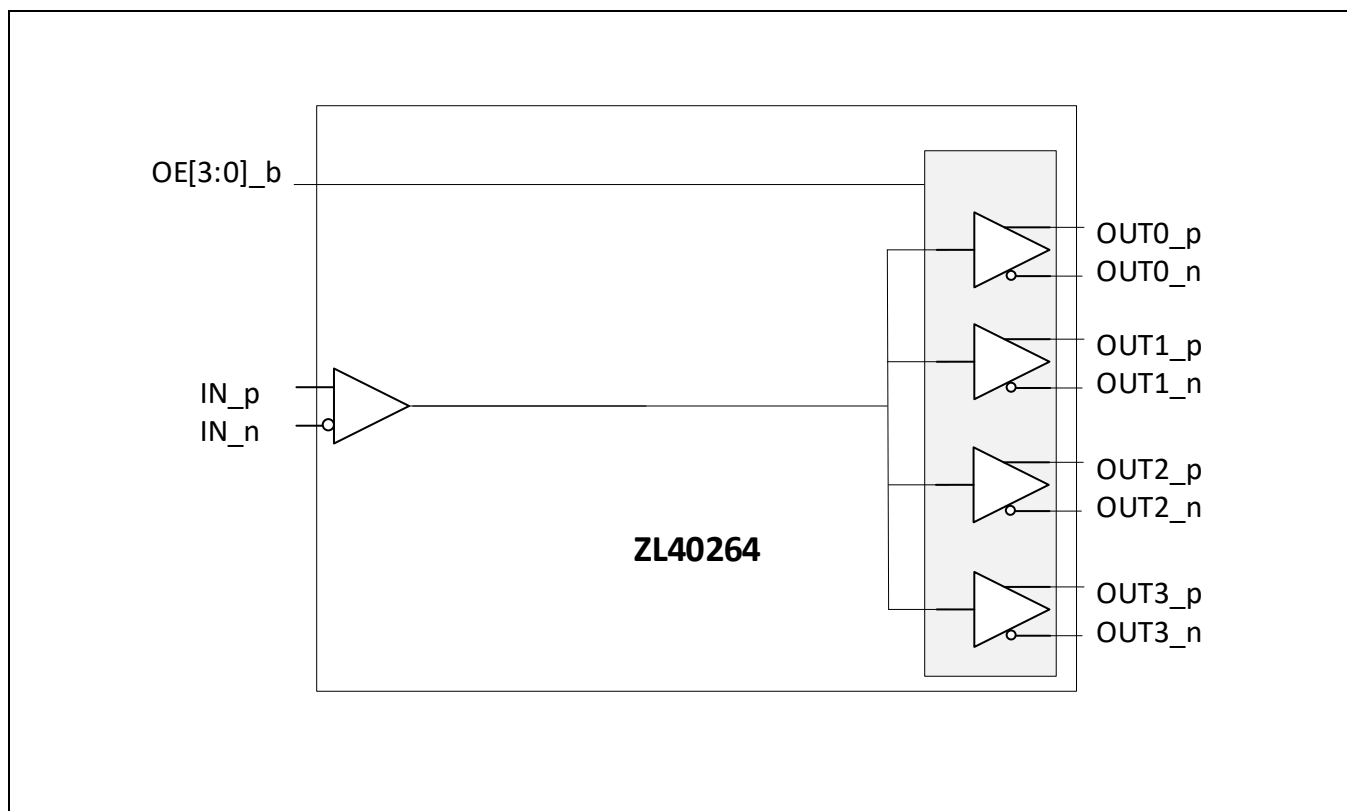 OE[3:0]_b
OUT0_p
OUT0_n
OUT1_p
OUT1_n
IN_p
IN_n
OUT2_p
OUT2_n
ZL40264
OUT3_p
OUT3_n